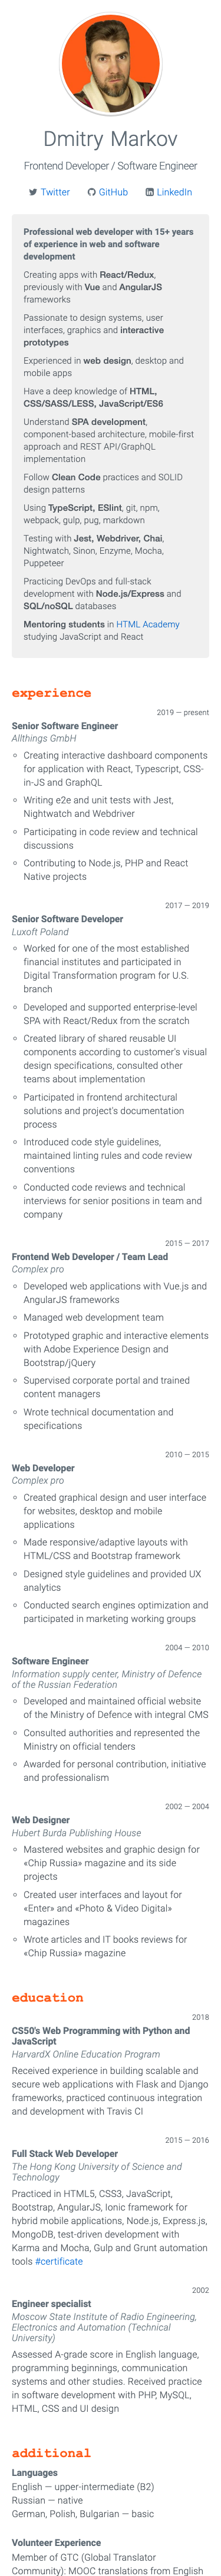 Dmitry Markov
Frontend Developer / Software Engineer
Twitter GitHub LinkedIn
Professional web developer with 15+ years
of experience in web and software
development
Creating apps with React/Redux,
previously with Vue and AngularJS
frameworks
Passionate to design systems, user
interfaces, graphics and interactive
prototypes
Experienced in web design, desktop and
mobile apps
Have a deep knowledge of HTML,
CSS/SASS/LESS, JavaScript/ES6
Understand SPA development,
component-based architecture, mobile-first
approach and REST API/GraphQL
implementation
Follow Clean Code practices and SOLID
design patterns
Using TypeScript, ESlint, git, npm,
webpack, gulp, pug, markdown
Testing with Jest, Webdriver, Chai,
Nightwatch, Sinon, Enzyme, Mocha,
Puppeteer
Practicing DevOps and full-stack
development with Node.js/Express and
SQL/noSQL databases
Mentoring students in HTML Academy
studying JavaScript and React
experience
2019 — present
Senior Software Engineer
Allthings GmbH
Creating interactive dashboard components
for application with React, Typescript, CSS-
in-JS and GraphQL
Writing e2e and unit tests with Jest,
Nightwatch and Webdriver
Participating in code review and technical
discussions
Contributing to Node.js, PHP and React
Native projects
2017 — 2019
Senior Software Developer
Luxoft Poland
Worked for one of the most established
financial institutes and participated in
Digital Transformation program for U.S.
branch
Developed and supported enterprise-level
SPA with React/Redux from the scratch
Created library of shared reusable UI
components according to customer's visual
design specifications, consulted other
teams about implementation
Participated in frontend architectural
solutions and project's documentation
process
Introduced code style guidelines,
maintained linting rules and code review
conventions
Conducted code reviews and technical
interviews for senior positions in team and
company
2015 — 2017
Frontend Web Developer / Team Lead
Complex pro
Developed web applications with Vue.js and
AngularJS frameworks
Managed web development team
Prototyped graphic and interactive elements
with Adobe Experience Design and
Bootstrap/jQuery
Supervised corporate portal and trained
content managers
Wrote technical documentation and
specifications
2010 — 2015
Web Developer
Complex pro
Created graphical design and user interface
for websites, desktop and mobile
applications
Made responsive/adaptive layouts with
HTML/CSS and Bootstrap framework
Designed style guidelines and provided UX
analytics
Conducted search engines optimization and
participated in marketing working groups
2004 — 2010
Software Engineer
Information supply center, Ministry of Defence
of the Russian Federation
Developed and maintained official website
of the Ministry of Defence with integral CMS
Consulted authorities and represented the
Ministry on official tenders
Awarded for personal contribution, initiative
and professionalism
2002 — 2004
Web Designer
Hubert Burda Publishing House
Mastered websites and graphic design for
«Chip Russia» magazine and its side
projects
Created user interfaces and layout for
«Enter» and «Photo & Video Digital»
magazines
Wrote articles and IT books reviews for
«Chip Russia» magazine
education
2018
CS50's Web Programming with Python and
JavaScript
HarvardX Online Education Program
Received experience in building scalable and
secure web applications with Flask and Django
frameworks, practiced continuous integration
and development with Travis CI
2015 — 2016
Full Stack Web Developer
The Hong Kong University of Science and
Technology
Practiced in HTML5, CSS3, JavaScript,
Bootstrap, AngularJS, Ionic framework for
hybrid mobile applications, Node.js, Express.js,
MongoDB, test-driven development with
Karma and Mocha, Gulp and Grunt automation
tools #certificate
2002
Engineer specialist
Moscow State Institute of Radio Engineering,
Electronics and Automation (Technical
University)
Assessed A-grade score in English language,
programming beginnings, communication
systems and other studies. Received practice
in software development with PHP, MySQL,
HTML, CSS and UI design
additional
Languages
English — upper-intermediate (B2)
Russian — native
German, Polish, Bulgarian — basic
Volunteer Experience
Member of GTC (Global Translator
Community): MOOC translations from English